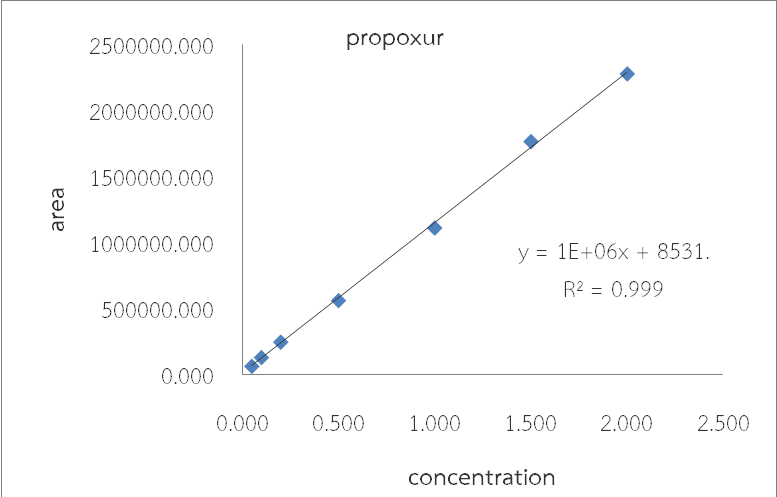 propoxur
2500000.000
2000000.000
1500000.000
1000000.000
500000.000
0.000
area
y = 1E+06x + 8531.
R² = 0.999
0.000 0.500 1.000 1.500 2.000 2.500
concentration